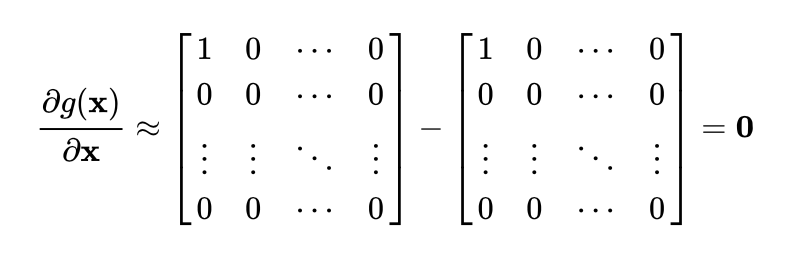 \frac{\partial g(\mathbf{x})}{\partial \mathbf{x}} \approx \begin{bmatrix} 1 & 0 & \cdots & 0 \\ 0 & 0 & \cdots & 0 \\ \vdots & \vdots & \ddots & \vdots \\ 0 & 0 & \cdots & 0 \end{bmatrix} - \begin{bmatrix} 1 & 0 & \cdots & 0 \\ 0 & 0 & \cdots & 0 \\ \vdots & \vdots & \ddots & \vdots \\ 0 & 0 & \cdots & 0 \end{bmatrix} = \mathbf{0}